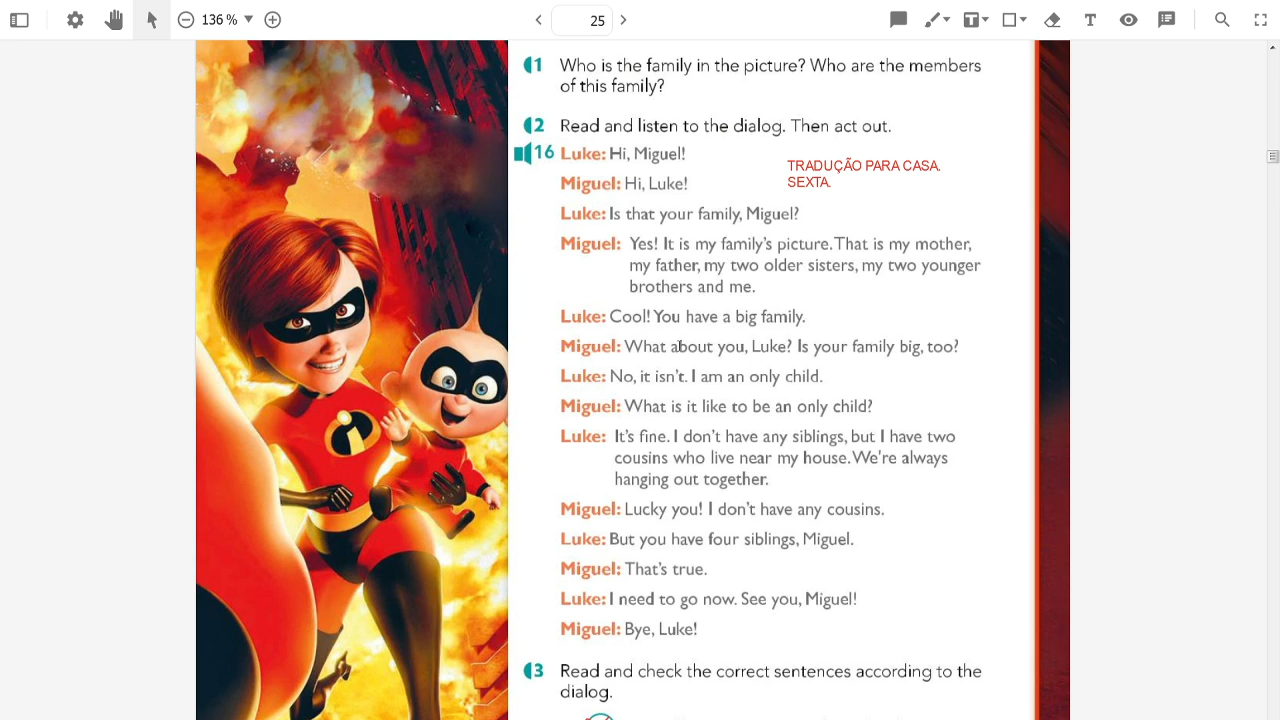 136 %
25
1 Who is the family in the picture? Who are the members
of this family?
2 Read and listen to the dialog. Then act out.
16 Luke: Hi, Miguel!
TRADUÇÃO PARA CASA.
SEXTA.
Miguel: Hi, Luke!
Luke: Is that your family, Miguel?
Miguel: Yes! It is my family's picture. That is my mother,
my father, my two older sisters, my two younger
brothers and me.
Luke: Cool! You have a big family.
Miguel: What about you, Luke? Is your family big, too?
Luke: No, it isn't. I am an only child.
Miguel: What is it like to be an only child?
Luke: It's fine. I don't have any siblings, but I have two
cousins who live near my house. We're always
hanging out together.
Miguel: Lucky you! I don't have any cousins.
Luke: But you have four siblings, Miguel.
Miguel: That's true.
Luke: I need to go now. See you, Miguel!
Miguel: Bye, Luke!
3 Read and check the correct sentences according to the
dialog.